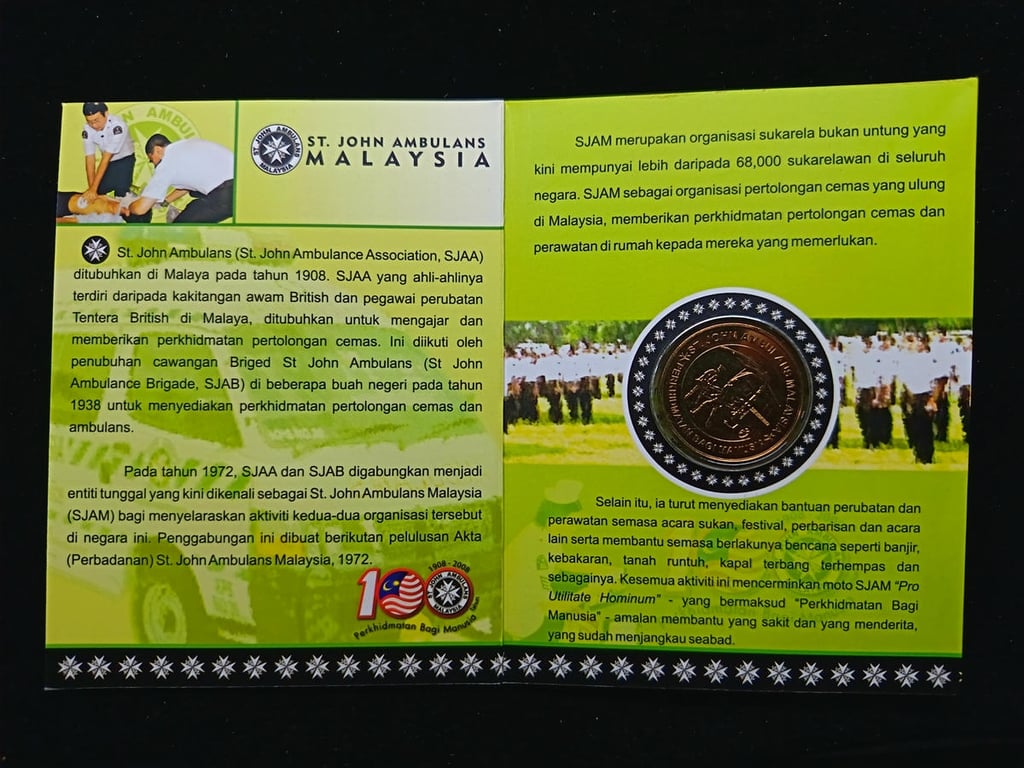 ST. JOHN AMBULANS
MALAYSIA
St. John Ambulans (St. John Ambulance Association, SJAA)
ditubuhkan di Malaya pada tahun 1908. SJAA yang ahli-ahlinya
terdiri daripada kakitangan awam British dan pegawai perubatan
Tentera British di Malaya, ditubuhkan untuk mengajar dan
memberikan perkhidmatan pertolongan cemas. Ini diikuti oleh
penubuhan cawangan Briged St John Ambulans (St John
Ambulance Brigade, SJAB) di beberapa buah negeri pada tahun
1938 untuk menyediakan perkhidmatan pertolongan cemas dan
ambulans.
Pada tahun 1972, SJAA dan SJAB digabungkan menjadi
entiti tunggal yang kini dikenali sebagai St. John Ambulans Malaysia
(SJAM) bagi menyelaraskan aktiviti kedua-dua organisasi tersebut
di negara ini. Penggabungan ini dibuat berikutan pelulusan Akta
(Perbadanan) St. John Ambulans Malaysia, 1972.
1908 - 2008
100
ST. JOHN AMBULANS
MALAYSIA
Perkhidmatan Bagi Manusia
SJAM merupakan organisasi sukarela bukan untung yang
kini mempunyai lebih daripada 68,000 sukarelawan di seluruh
negara. SJAM sebagai organisasi pertolongan cemas yang ulung
di Malaysia, memberikan perkhidmatan pertolongan cemas dan
perawatan di rumah kepada mereka yang memerlukan.
ST. JOHN AMBULANS MALAYSIA
PERKHIDMATAN BAGI MANUSIA
Selain itu, ia turut menyediakan bantuan perubatan dan
perawatan semasa acara sukan, festival, perbarisan dan acara
lain serta membantu semasa berlakunya bencana seperti banjir,
kebakaran, tanah runtuh, kapal terbang terhempas dan
sebagainya. Kesemua aktiviti ini mencerminkan moto SJAM "Pro
Utilitate Hominum" - yang bermaksud "Perkhidmatan Bagi
Manusia" - amalan membantu yang sakit dan yang menderita,
yang sudah menjangkau seabad.